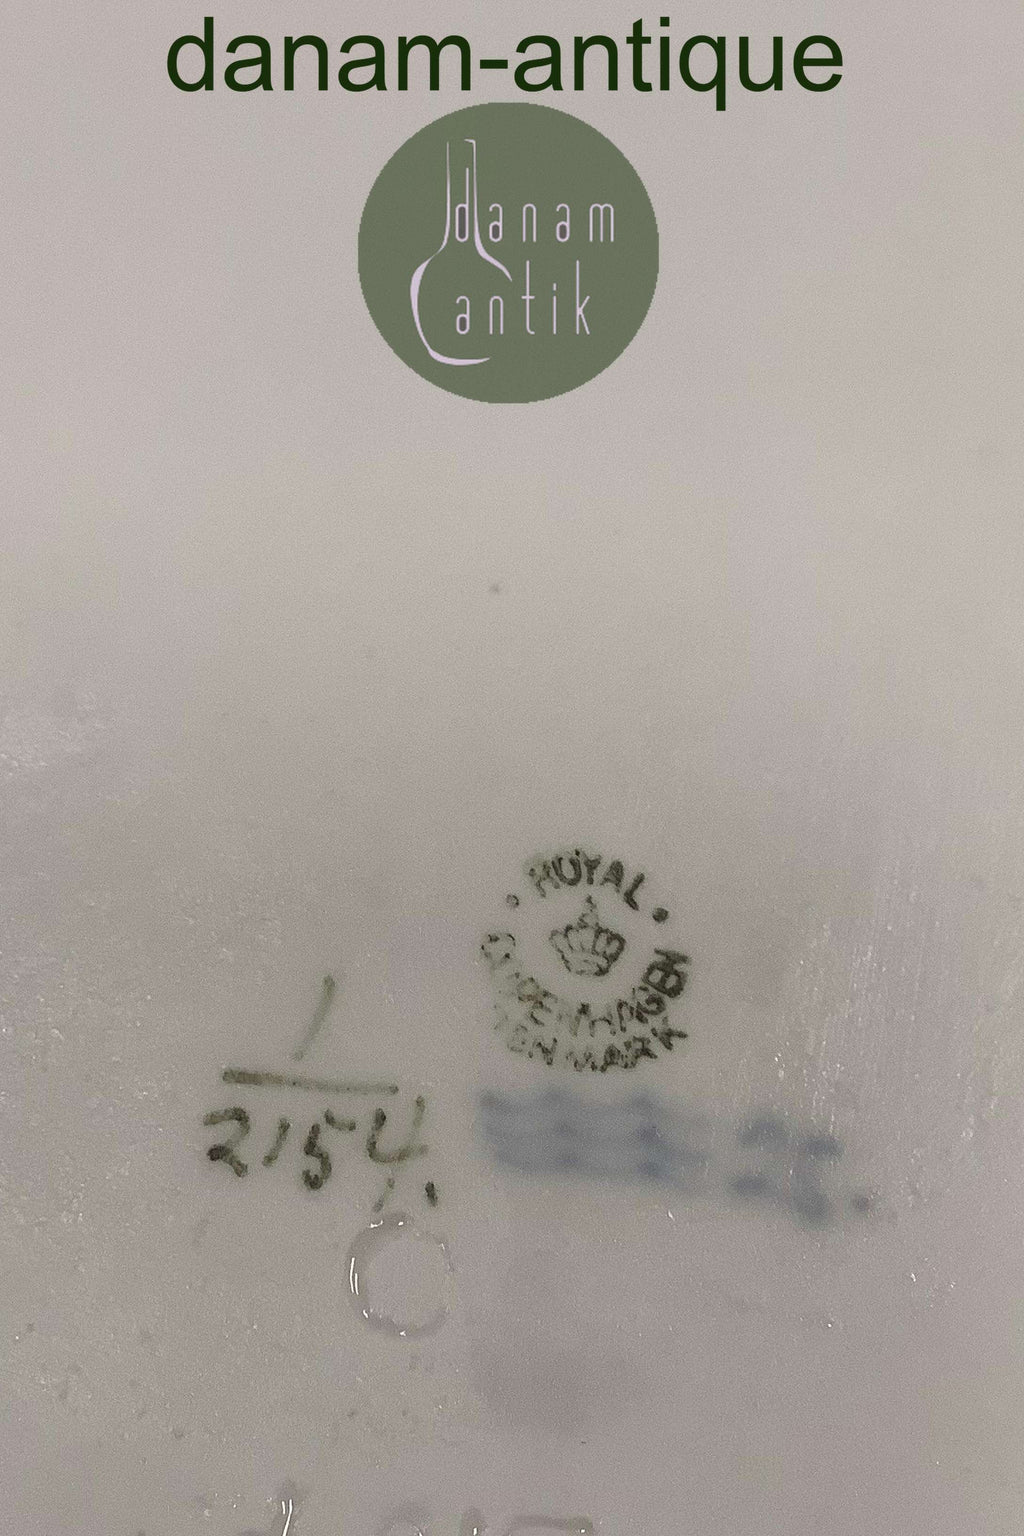 danam-antique
danam
antik
· ROYAL ·
COPENHAGEN
DENMARK
1
2154